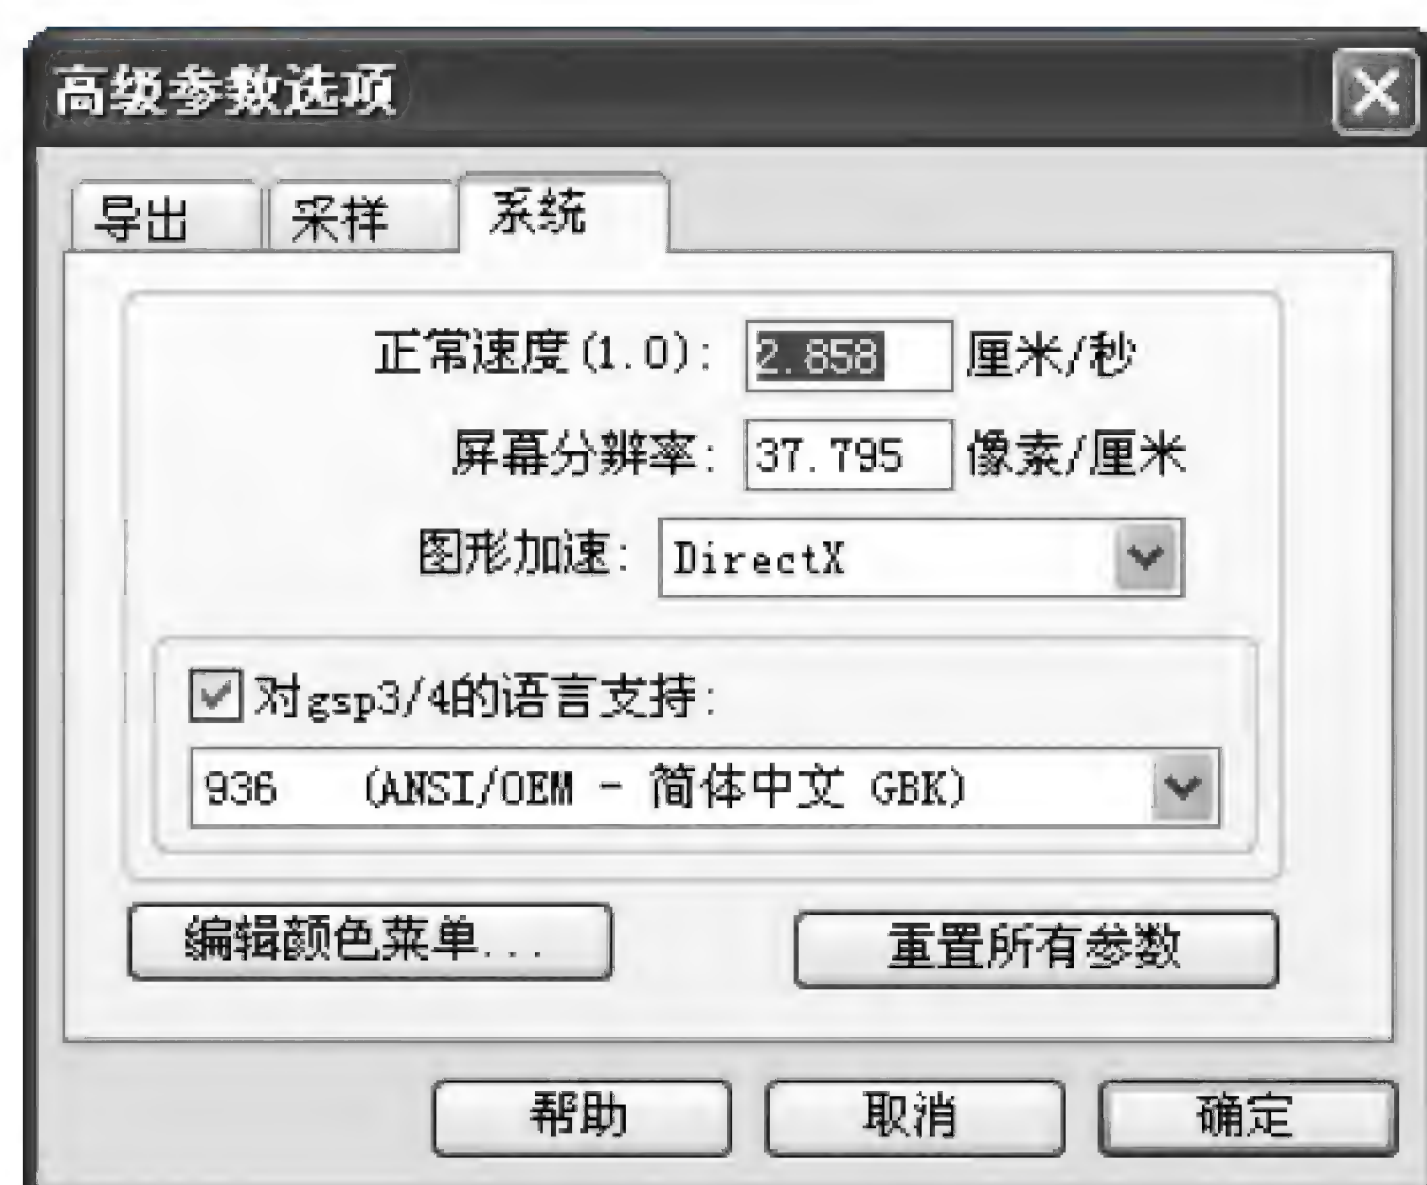 高级参数选项
导出 采样 系统
正常速度(1.0): 2.858 厘米/秒
屏幕分辨率: 37.795 像素/厘米
图形加速: DirectX
对gsp3/4的语言支持:
936 (ANSI/OEM - 简体中文 GBK)
编辑颜色菜单... 重置所有参数
帮助 取消 确定